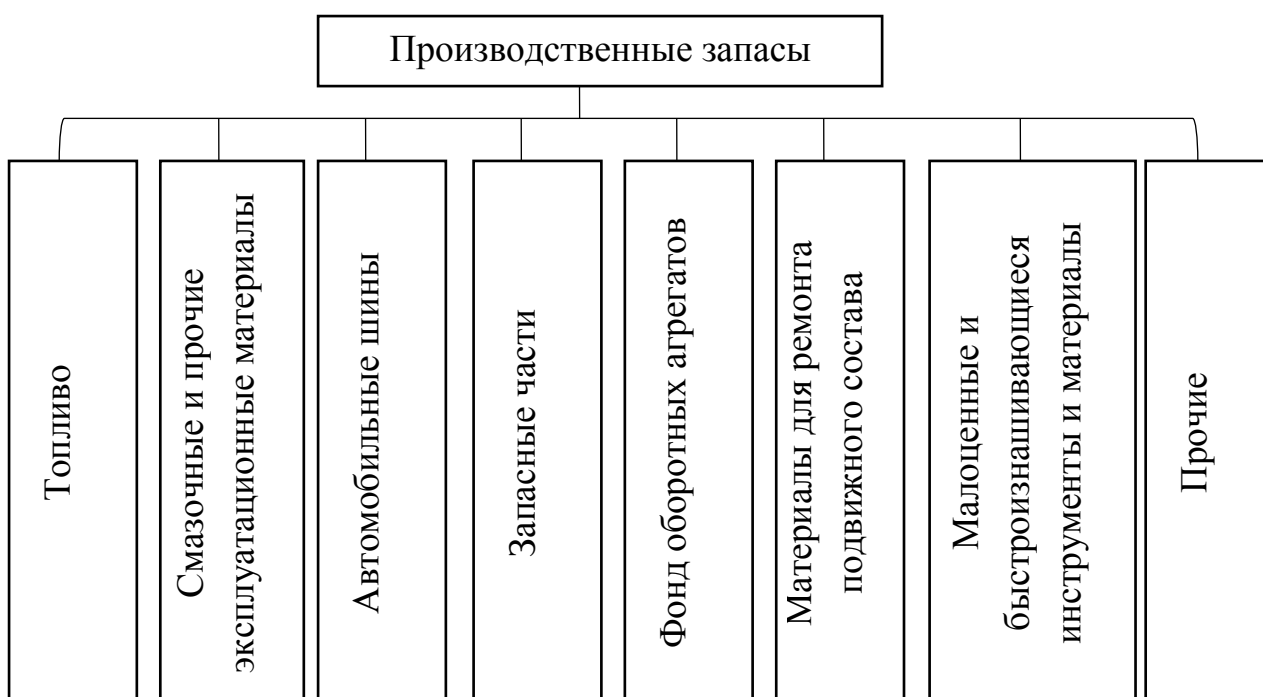 Производственные запасы
Топливо
Смазочные и прочие
эксплуатационные материалы
Автомобильные шины
Запасные части
Фонд оборотных агрегатов
Материалы для ремонта
подвижного состава
Малоценные и
быстроизнашивающиеся
инструменты и материалы
Прочие